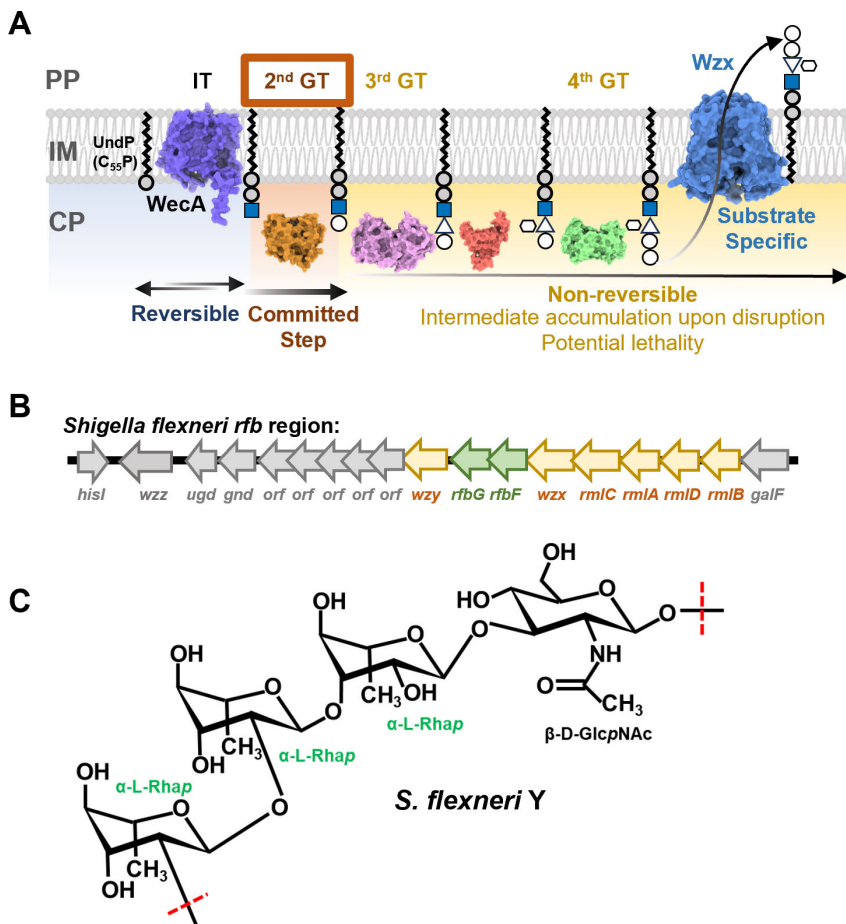 A
PP
IT
2nd GT
3rd GT
4th GT
Wzx
IM
UndP
(C55P)
WecA
CP
Substrate
Specific
Reversible
Committed
Step
Non-reversible
Intermediate accumulation upon disruption
Potential lethality
B
Shigella flexneri rfb region:
hisI wzz ugd gnd orf orf orf orf orf wzy rfbG rfbF wzx rmlC rmlA rmlD rmlB galF
C
OH
OH
HO
O
O
OH
O
O
NH
OH
O
O
CH3
OH
O
CH3
OH
CH3
α-L-Rhap
β-D-GlcpNAc
α-L-Rhap
OH
α-L-Rhap
O
O
S. flexneri Y
CH3
OH